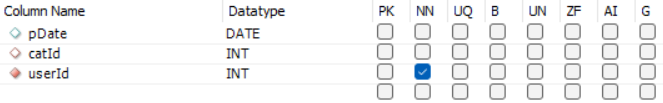 Column Name Datatype PK NN UQ B UN ZF AI G
pDate DATE
catId INT
userId INT